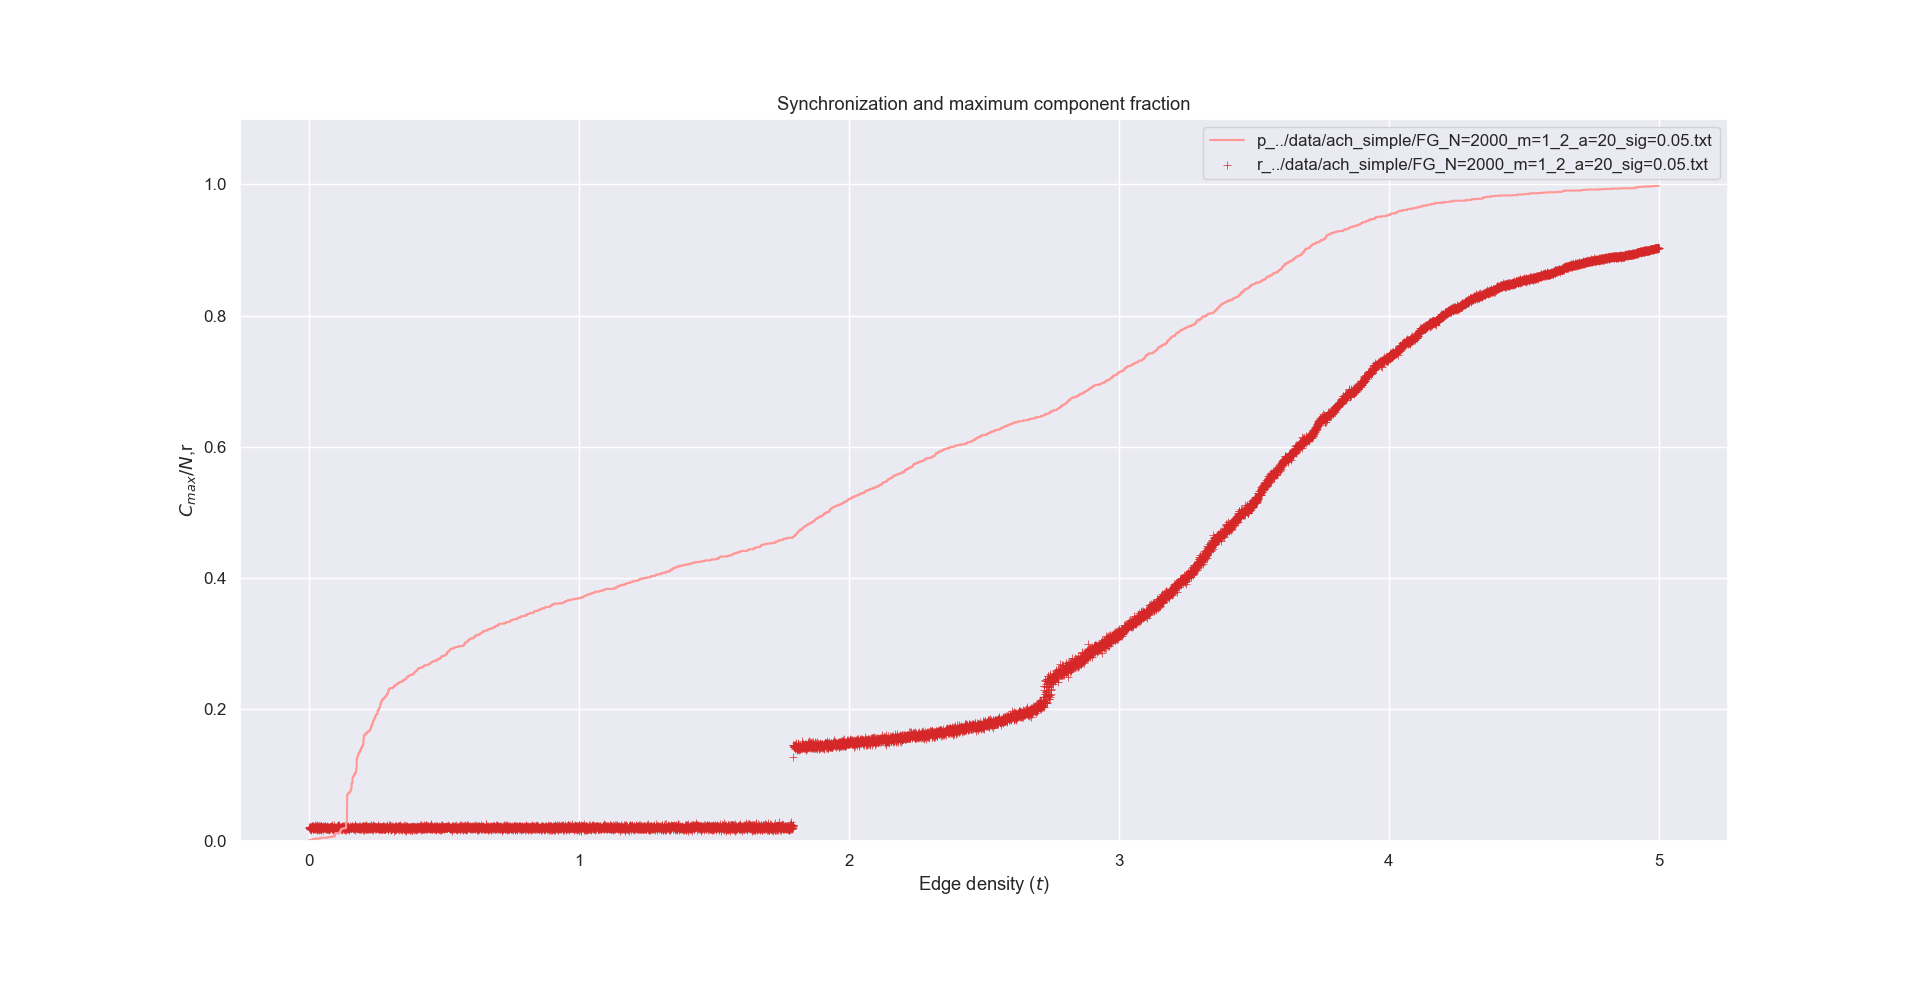 Synchronization and maximum component fraction
p_../data/ach_simple/FG_N=2000_m=1_2_a=20_sig=0.05.txt
r_../data/ach_simple/FG_N=2000_m=1_2_a=20_sig=0.05.txt
1.0
0.8
0.6
0.4
0.2
0.0
C_max/N,r
0 1 2 3 4 5
Edge density (t)